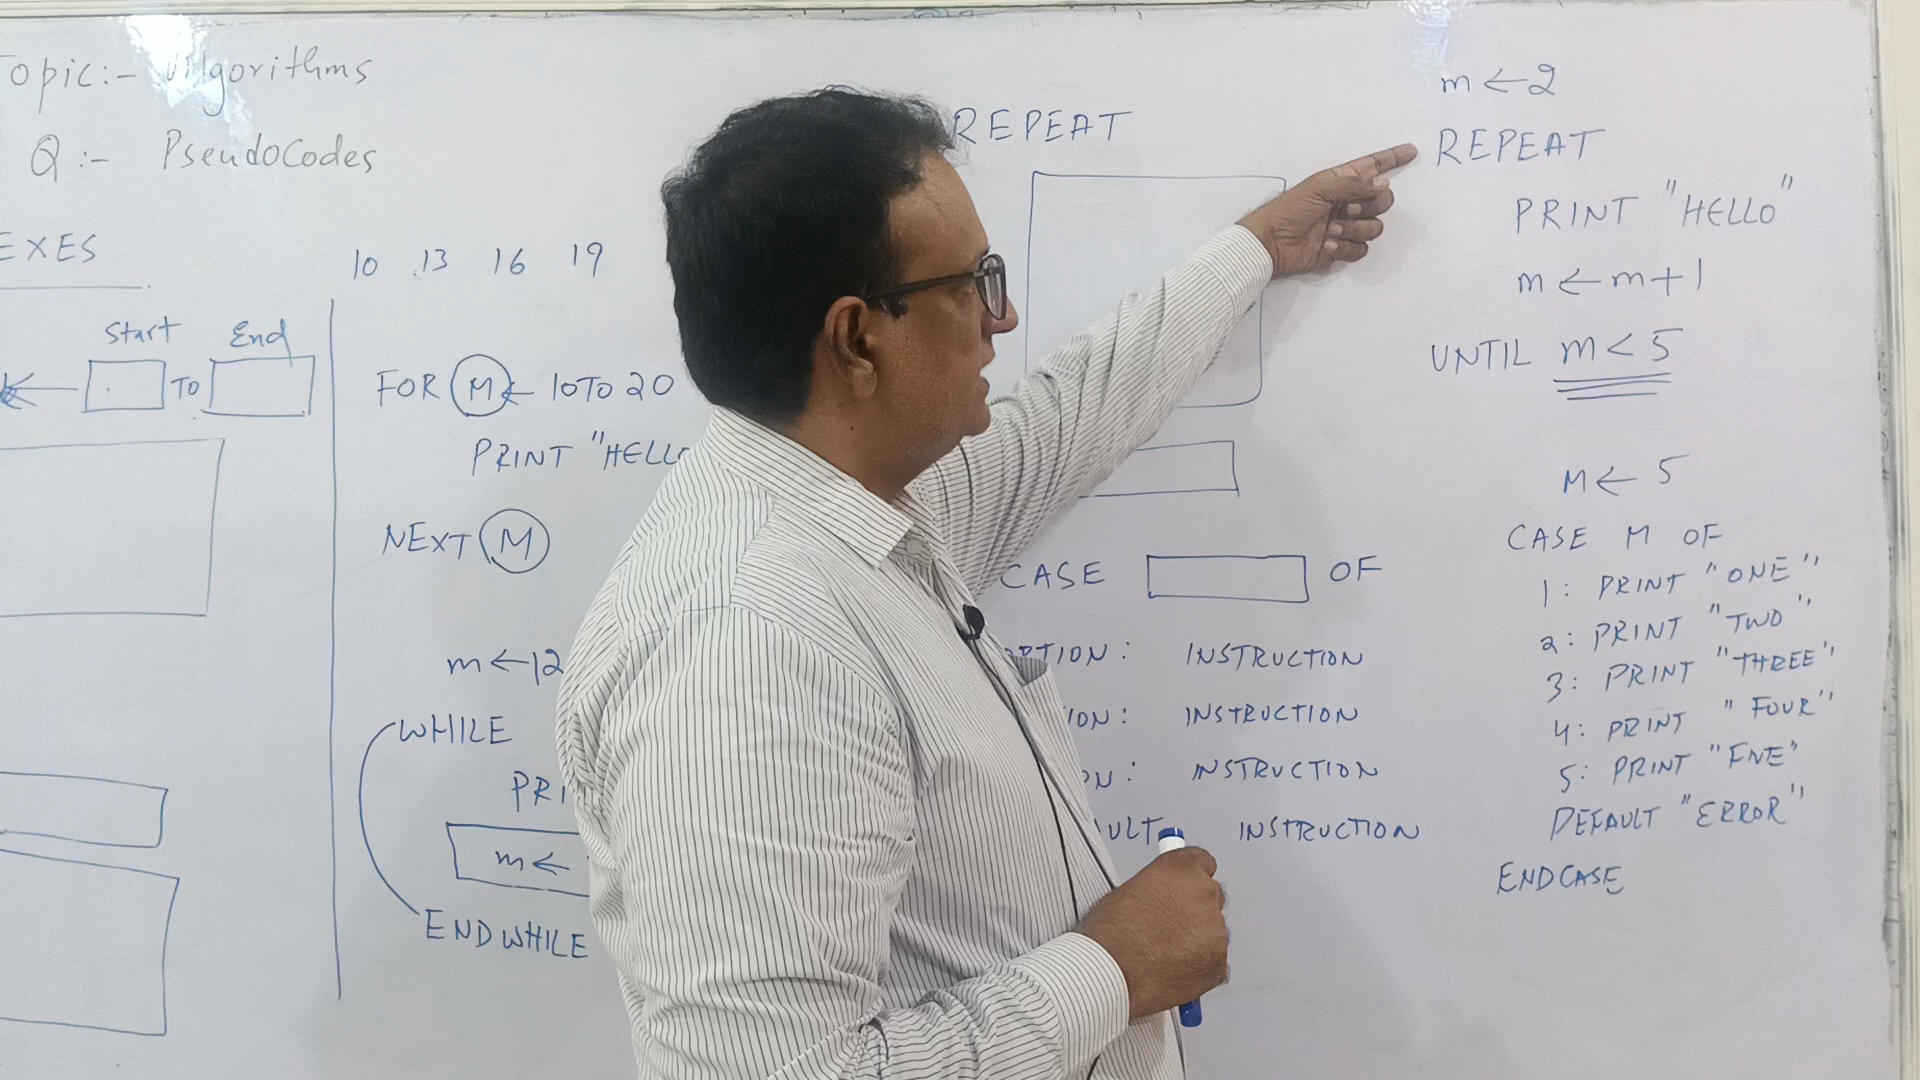 Topic:- Algorithms
Q:- PseudoCodes
EXES
Start End
TO
10 13 16 19
FOR M ← 10 TO 20
PRINT "HELLO
NEXT M
m ← 12
WHILE
m ←
ENDWHILE
REPEAT
CASE OF
OPTION: INSTRUCTION
INSTRUCTION
INSTRUCTION
INSTRUCTION
m ← 2
REPEAT
PRINT "HELLO"
m ← m+1
UNTIL m < 5
M ← 5
CASE M OF
1: PRINT "ONE"
2: PRINT "TWO"
3: PRINT "THREE"
4: PRINT "FOUR"
5: PRINT "FIVE"
DEFAULT "ERROR"
ENDCASE